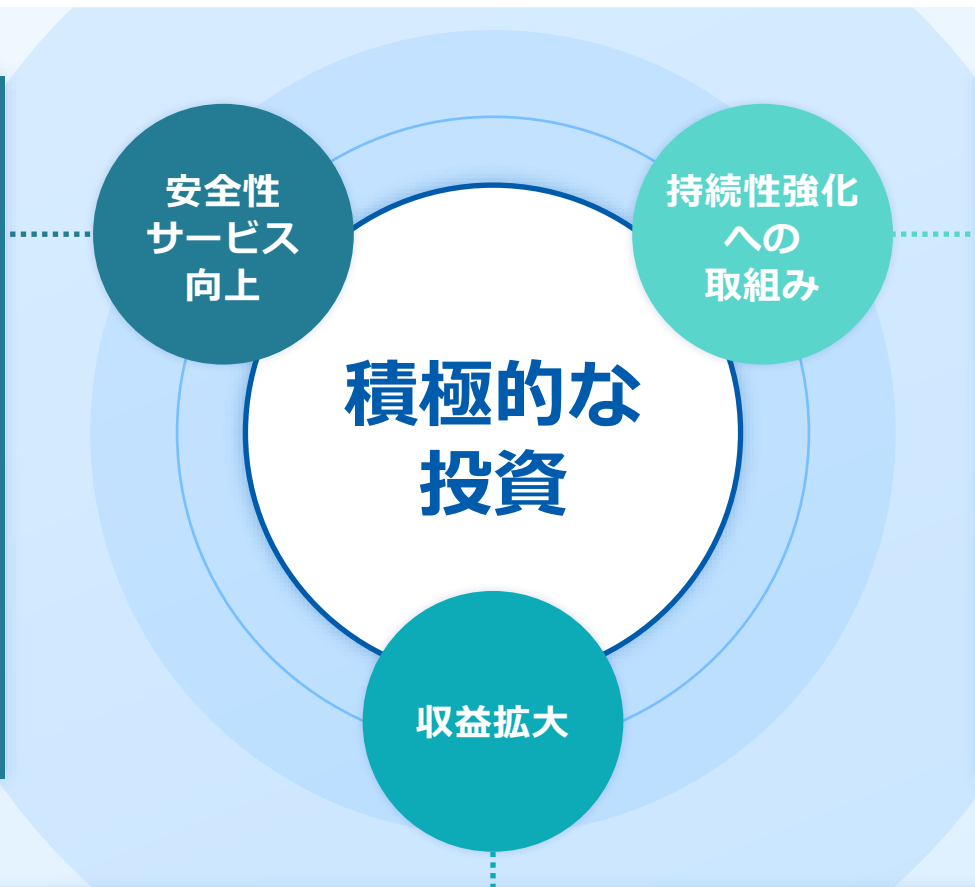 安全性
サービス
向上
持続性強化
への
取組み
積極的な
投資
収益拡大